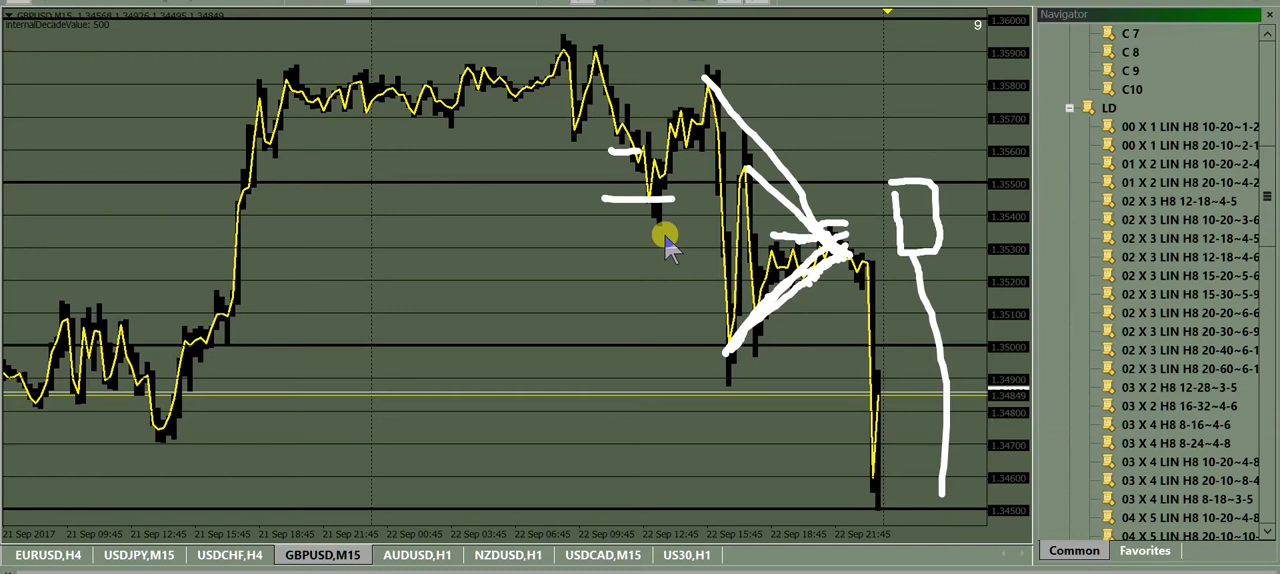 GBPUSD,M15 1.34568 1.34926 1.34495 1.34849
InternalDecadeValue: 500
9
1.36000
1.35900
1.35800
1.35700
1.35600
1.35500
1.35400
1.35300
1.35200
1.35100
1.35000
1.34900
1.34849
1.34800
1.34700
1.34600
1.34500
21 Sep 2017 21 Sep 09:45 21 Sep 12:45 21 Sep 15:45 21 Sep 18:45 21 Sep 21:45 22 Sep 00:45 22 Sep 03:45 22 Sep 06:45 22 Sep 09:45 22 Sep 12:45 22 Sep 15:45 22 Sep 18:45 22 Sep 21:45
EURUSD,H4 USDJPY,M15 USDCHF,H4 GBPUSD,M15 AUDUSD,H1 NZDUSD,H1 USDCAD,M15 US30,H1
Navigator
C 7
C 8
C 9
C10
LD
00 X 1 LIN H8 10-20~1-2
00 X 1 LIN H8 20-10~2-1
01 X 2 LIN H8 10-20~2-4
01 X 2 LIN H8 20-10~4-2
02 X 3 H8 12-18~4-5
02 X 3 LIN H8 10-20~3-6
02 X 3 LIN H8 12-18~4-5
02 X 3 LIN H8 12-18~4-6
02 X 3 LIN H8 15-20~5-6
02 X 3 LIN H8 15-30~5-9
02 X 3 LIN H8 20-20~6-6
02 X 3 LIN H8 20-30~6-9
02 X 3 LIN H8 20-40~6-1
02 X 3 LIN H8 20-60~6-1
03 X 2 H8 12-28~3-5
03 X 2 H8 16-32~4-6
03 X 4 H8 8-16~4-6
03 X 4 H8 8-24~4-8
03 X 4 LIN H8 10-20~4-8
03 X 4 LIN H8 20-10~8-4
03 X 4 LIN H8 8-18~3-5
04 X 5 LIN H8 10-20~4-8
04 X 5 LIN H8 20-10~10-
Common Favorites